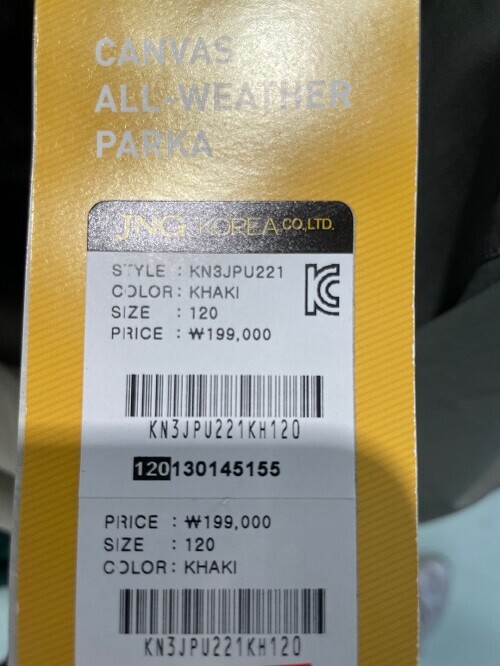 CANVAS
ALL-WEATHER
PARKA
JNG KOREA CO.LTD.
STYLE : KN3JPU221
COLOR : KHAKI
SIZE : 120
PRICE : ₩199,000
KN3JPU221KH120
120130145155
PRICE : ₩199,000
SIZE : 120
COLOR : KHAKI
KN3JPU221KH120